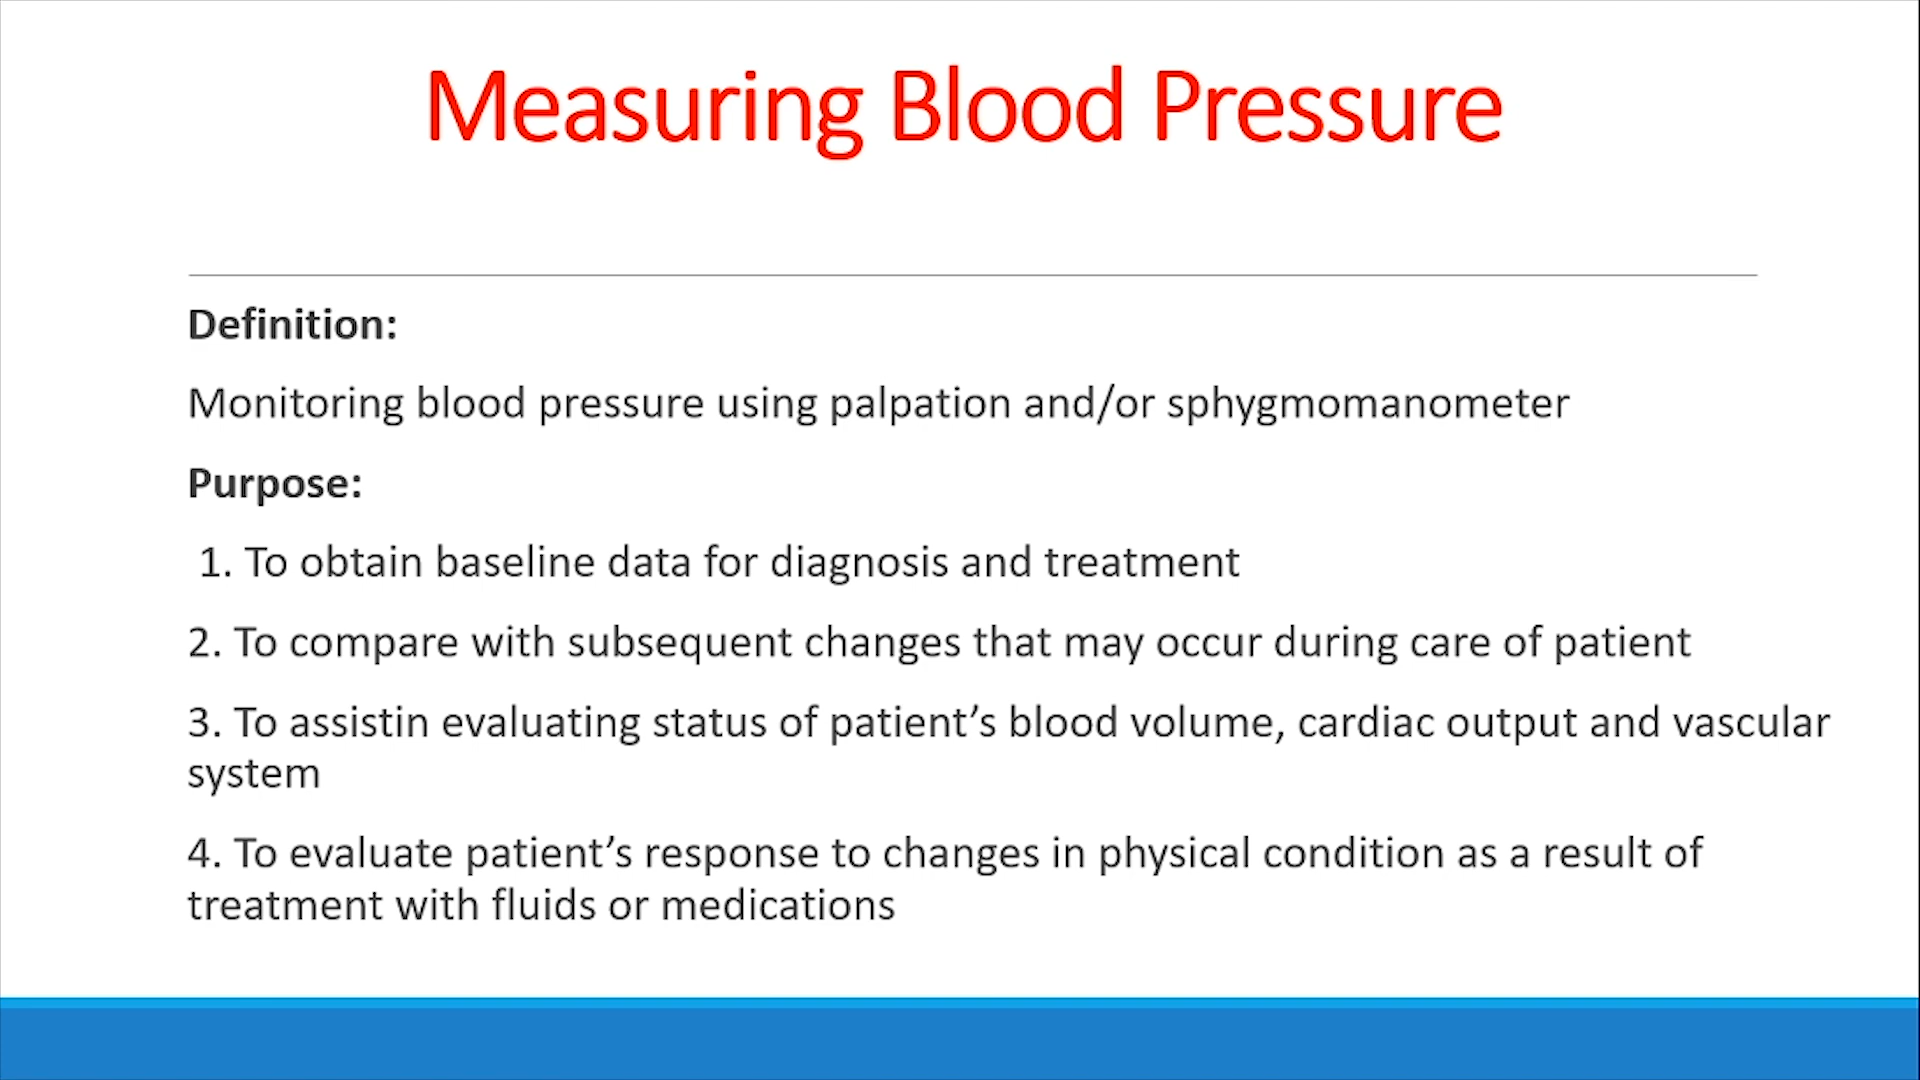 Measuring Blood Pressure
Definition:
Monitoring blood pressure using palpation and/or sphygmomanometer
Purpose:
1. To obtain baseline data for diagnosis and treatment
2. To compare with subsequent changes that may occur during care of patient
3. To assistin evaluating status of patient’s blood volume, cardiac output and vascular
system
4. To evaluate patient’s response to changes in physical condition as a result of
treatment with fluids or medications